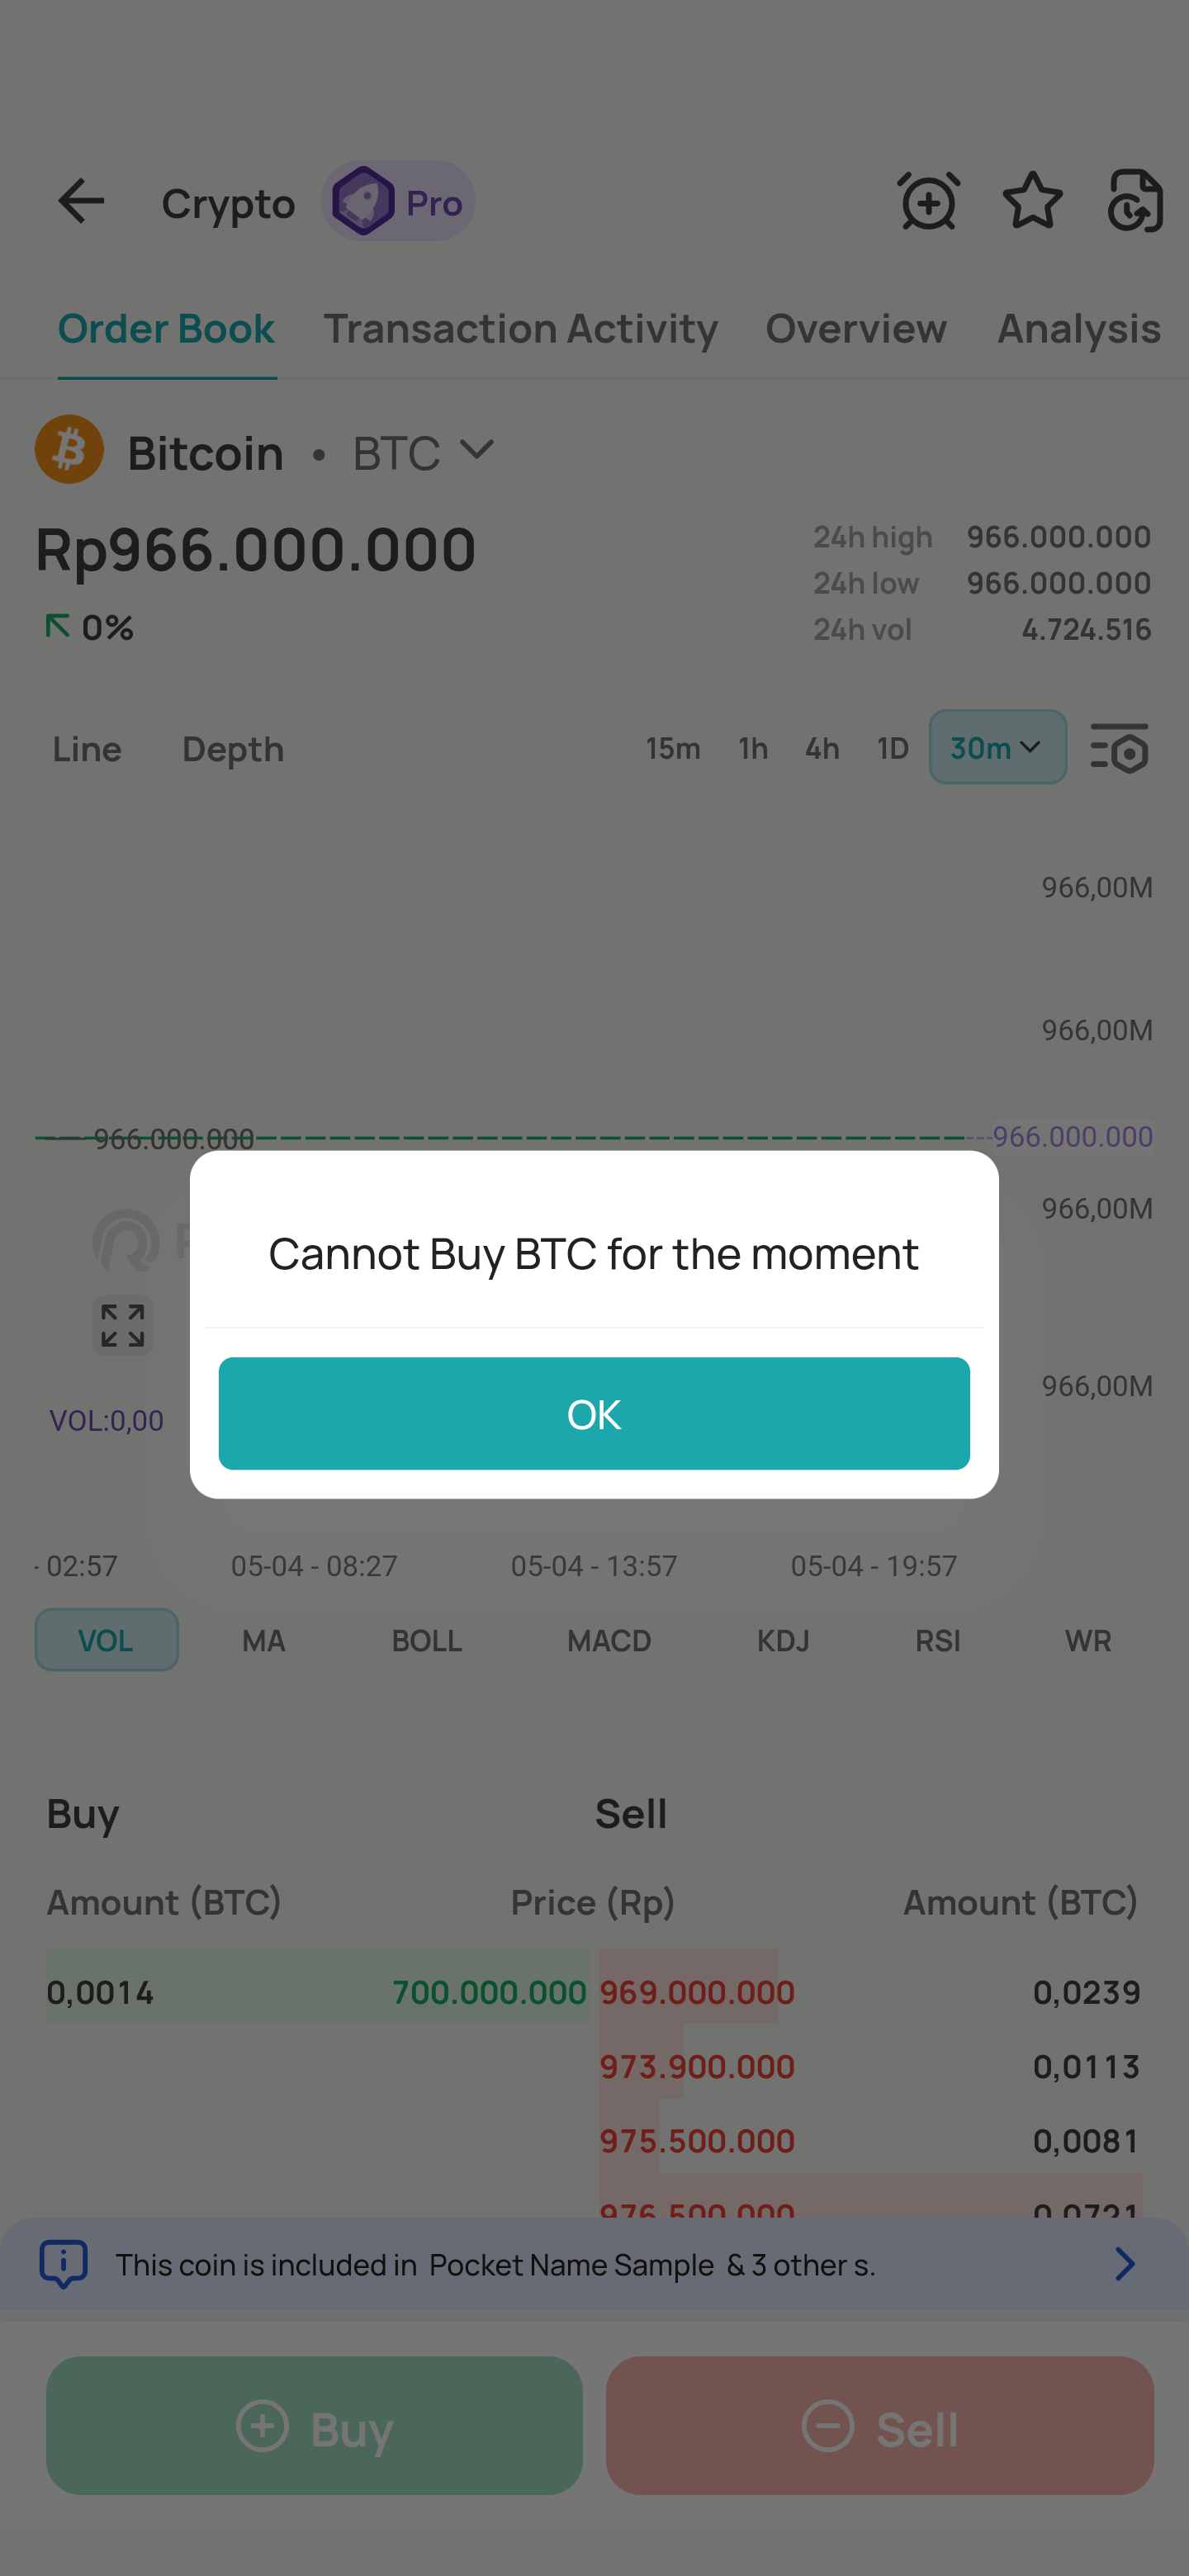 Crypto Pro
Order Book Transaction Activity Overview Analysis
Bitcoin • BTC
Rp966.000.000
24h high 966.000.000
24h low 966.000.000
0%
24h vol 4.724.516
Line Depth 15m 1h 4h 1D 30m
966,00M
966,00M
966.000.000 966.000.000
966,00M
Cannot Buy BTC for the moment
966,00M
OK
VOL:0,00
- 02:57 05-04 - 08:27 05-04 - 13:57 05-04 - 19:57
VOL MA BOLL MACD KDJ RSI WR
Buy Sell
Amount (BTC) Price (Rp) Amount (BTC)
0,0014 700.000.000 969.000.000 0,0239
973.900.000 0,0113
975.500.000 0,0081
976.500.000 0,0721
This coin is included in Pocket Name Sample & 3 other s.
Buy Sell